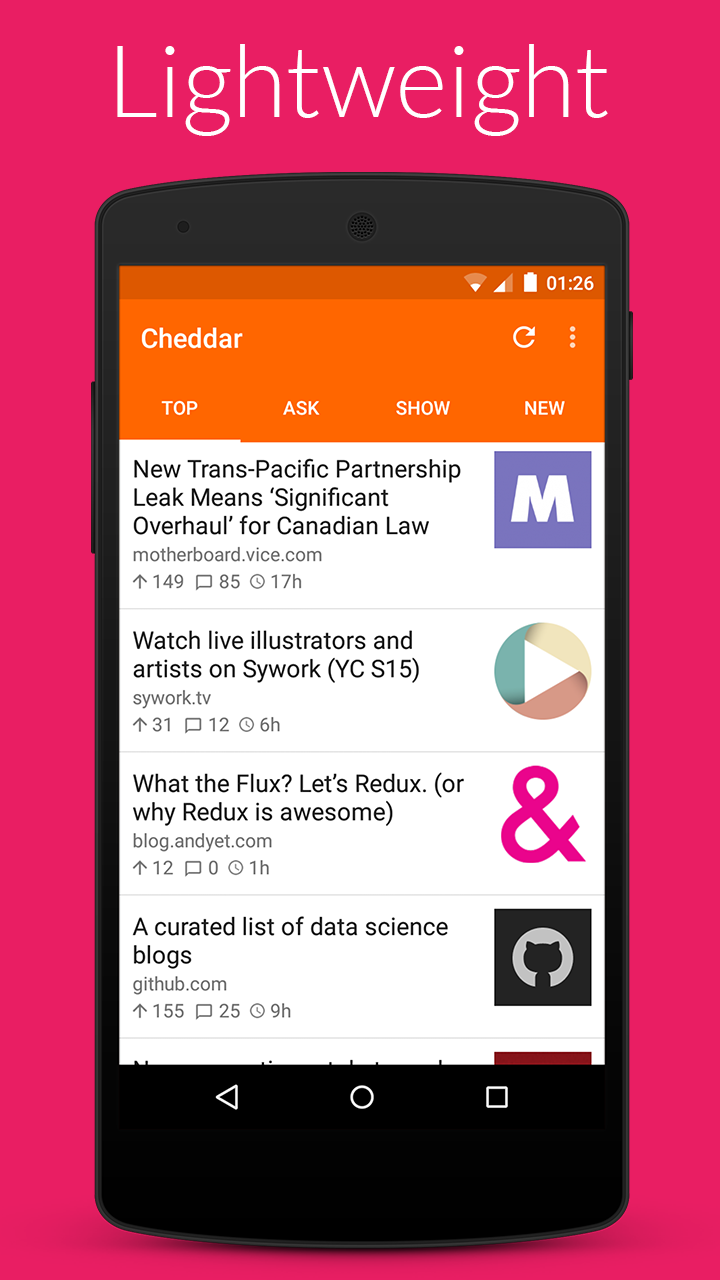 Lightweight
01:26
Cheddar
TOP ASK SHOW NEW
New Trans-Pacific Partnership
Leak Means ‘Significant
Overhaul’ for Canadian Law
motherboard.vice.com
149 85 17h
M
Watch live illustrators and
artists on Sywork (YC S15)
sywork.tv
31 12 6h
What the Flux? Let’s Redux. (or
why Redux is awesome)
blog.andyet.com
12 0 1h
&
A curated list of data science
blogs
github.com
155 25 9h